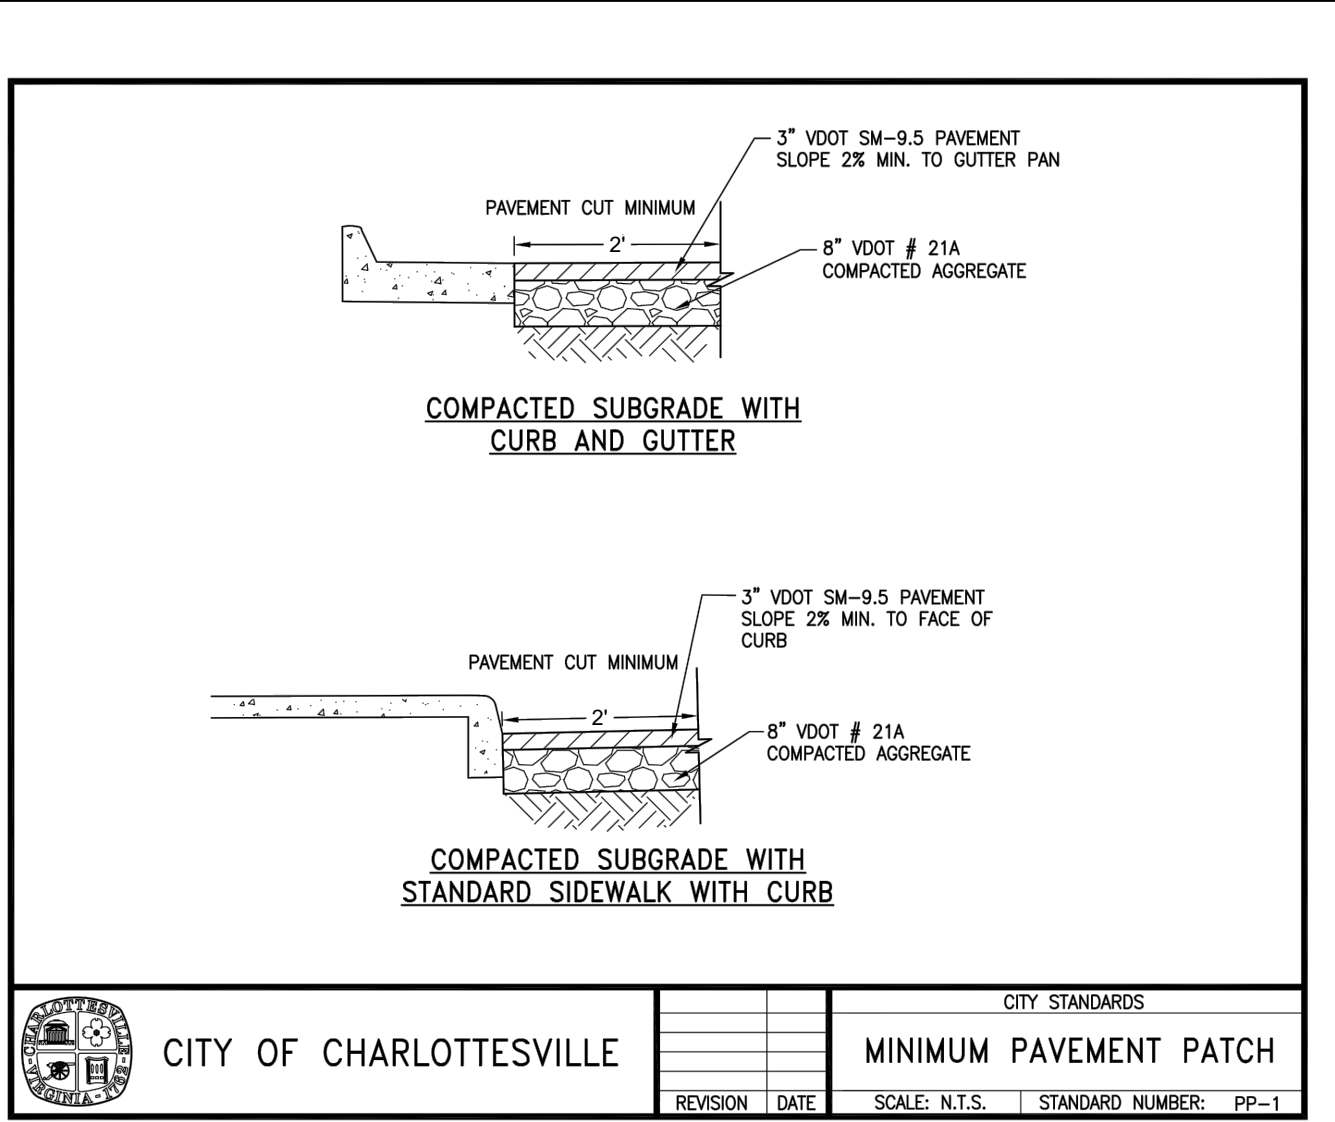 3" VDOT SM-9.5 PAVEMENT
SLOPE 2% MIN. TO GUTTER PAN
PAVEMENT CUT MINIMUM
2'
8" VDOT # 21A
COMPACTED AGGREGATE
COMPACTED SUBGRADE WITH
CURB AND GUTTER
3" VDOT SM-9.5 PAVEMENT
SLOPE 2% MIN. TO FACE OF
CURB
PAVEMENT CUT MINIMUM
2'
8" VDOT # 21A
COMPACTED AGGREGATE
COMPACTED SUBGRADE WITH
STANDARD SIDEWALK WITH CURB
CHARLOTTESVILLE
VIRGINIA - 1762
CITY OF CHARLOTTESVILLE
REVISION
DATE
CITY STANDARDS
MINIMUM PAVEMENT PATCH
SCALE: N.T.S.
STANDARD NUMBER: PP-1